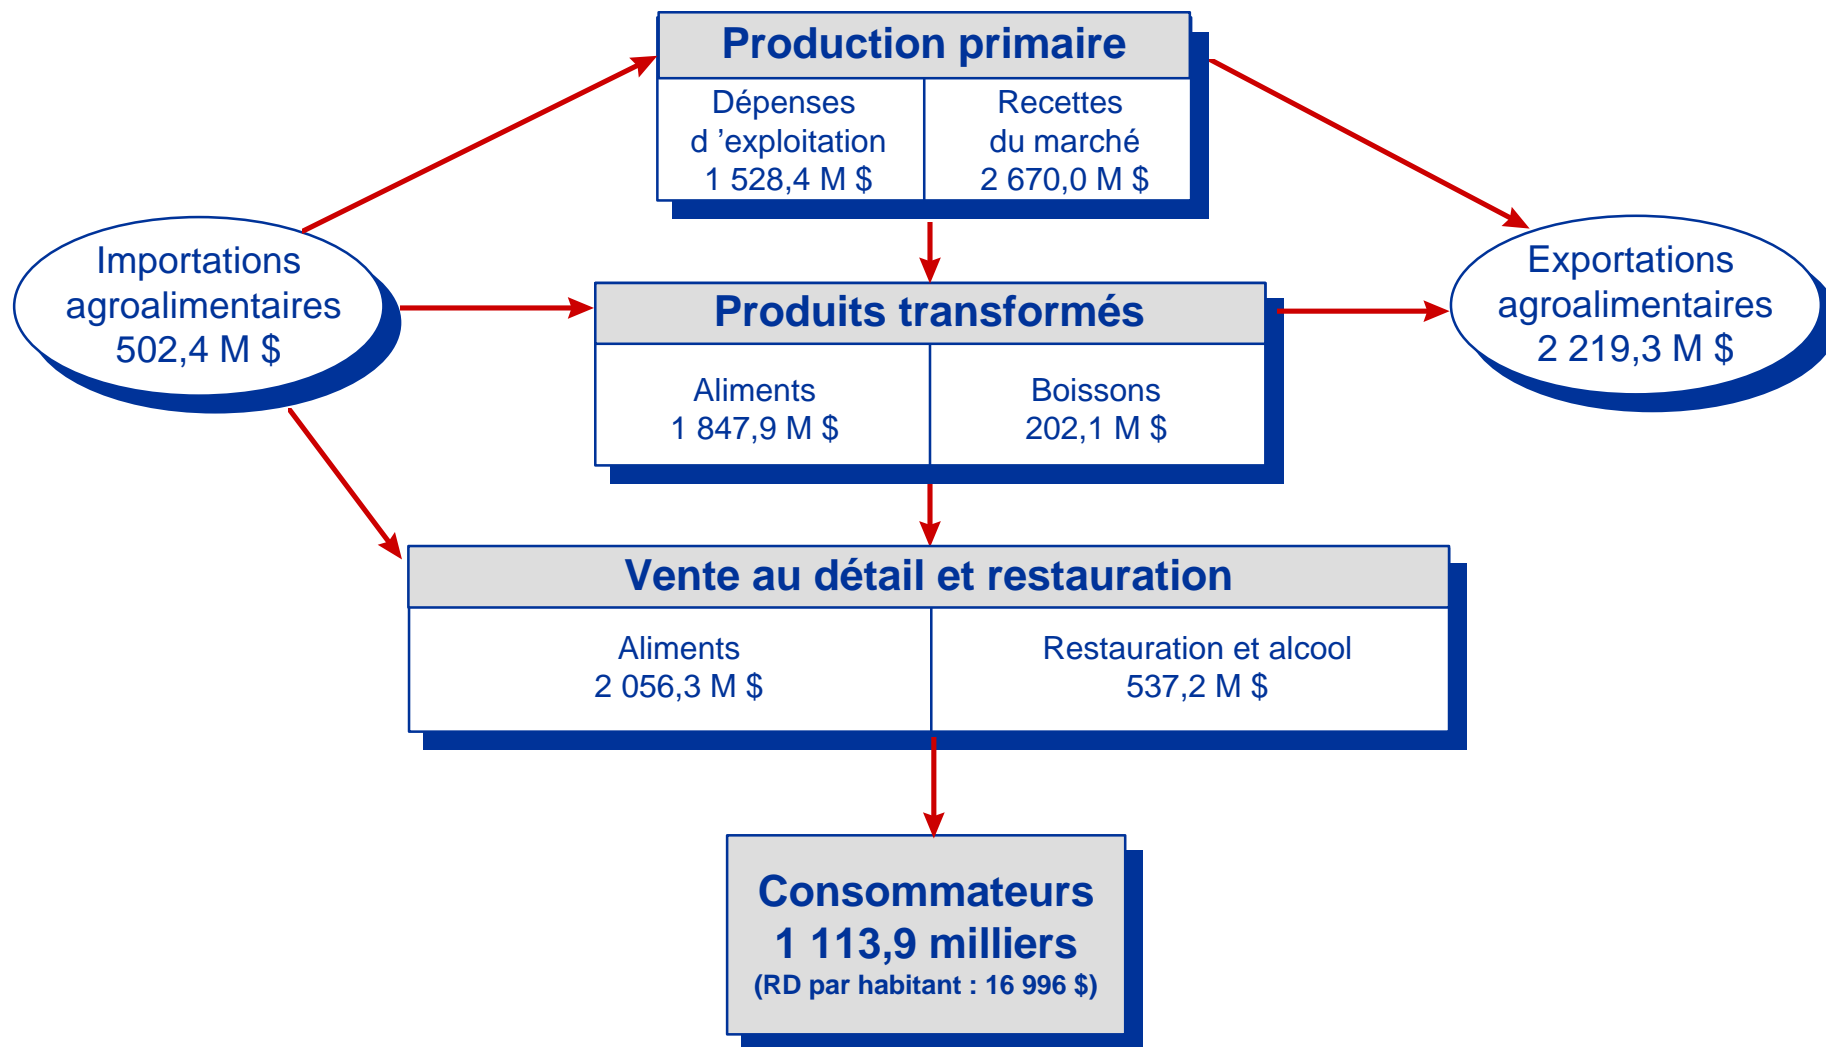 Production primaire
Dépenses
d ’exploitation
1 528,4 M $
Recettes
du marché
2 670,0 M $
Importations
agroalimentaires
502,4 M $
Exportations
agroalimentaires
2 219,3 M $
Produits transformés
Aliments
1 847,9 M $
Boissons
202,1 M $
Vente au détail et restauration
Aliments
2 056,3 M $
Restauration et alcool
537,2 M $
Consommateurs
1 113,9 milliers
(RD par habitant : 16 996 $)